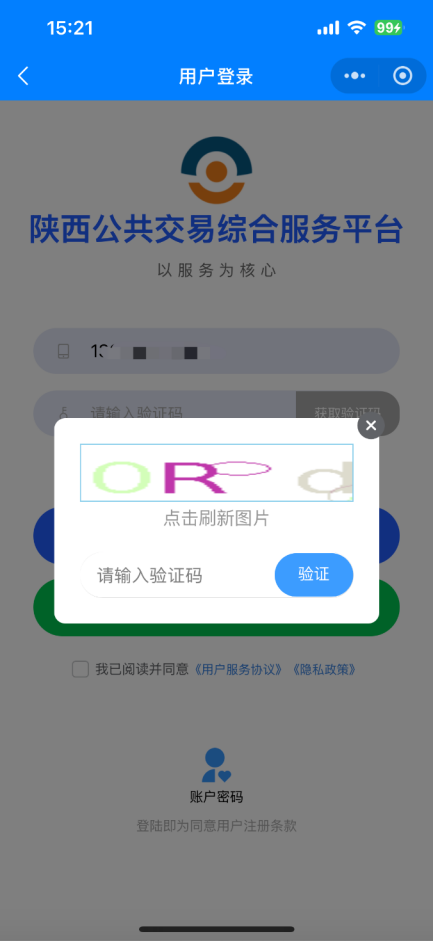 15:21
99
用户登录
陕西公共交易综合服务平台
以服务为核心
请输入验证码
获取验证码
点击刷新图片
请输入验证码
验证
我已阅读并同意《用户服务协议》《隐私政策》
账户密码
登陆即为同意用户注册条款